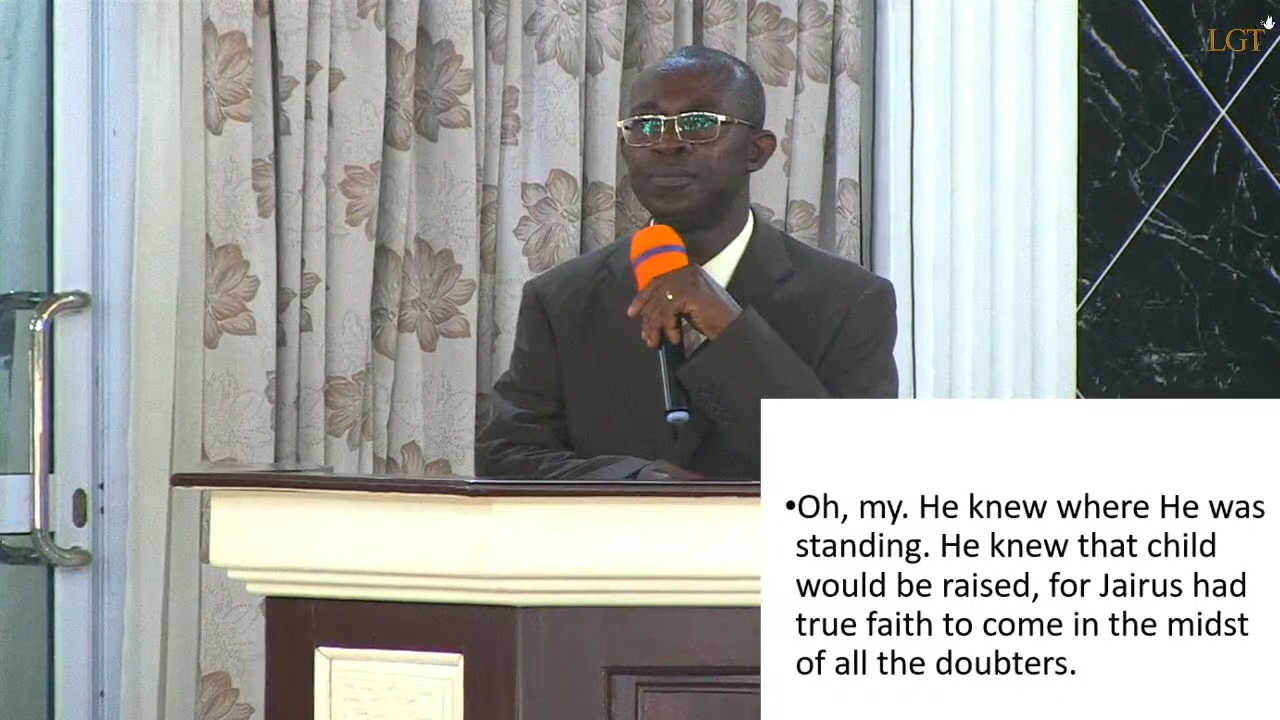 LGT
•Oh, my. He knew where He was
standing. He knew that child
would be raised, for Jairus had
true faith to come in the midst
of all the doubters.